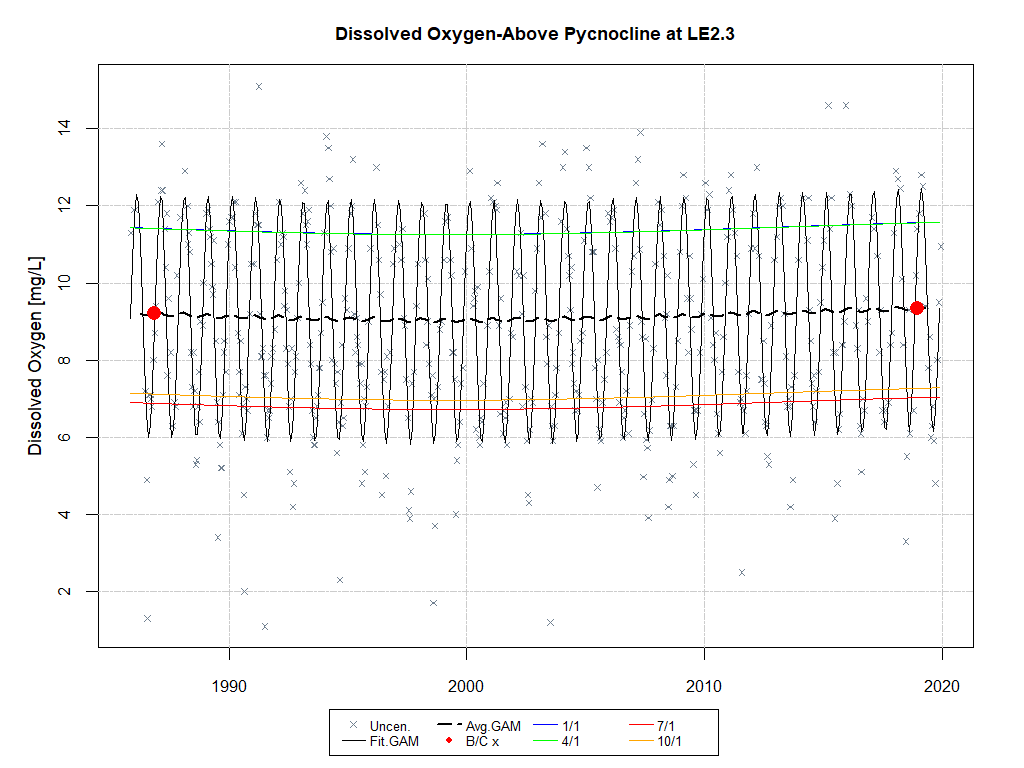 Dissolved Oxygen-Above Pycnocline at LE2.3
Dissolved Oxygen [mg/L]
14
12
10
8
6
4
2
1990 2000 2010 2020
Uncen. Avg.GAM 1/1 7/1
Fit.GAM B/C x 4/1 10/1